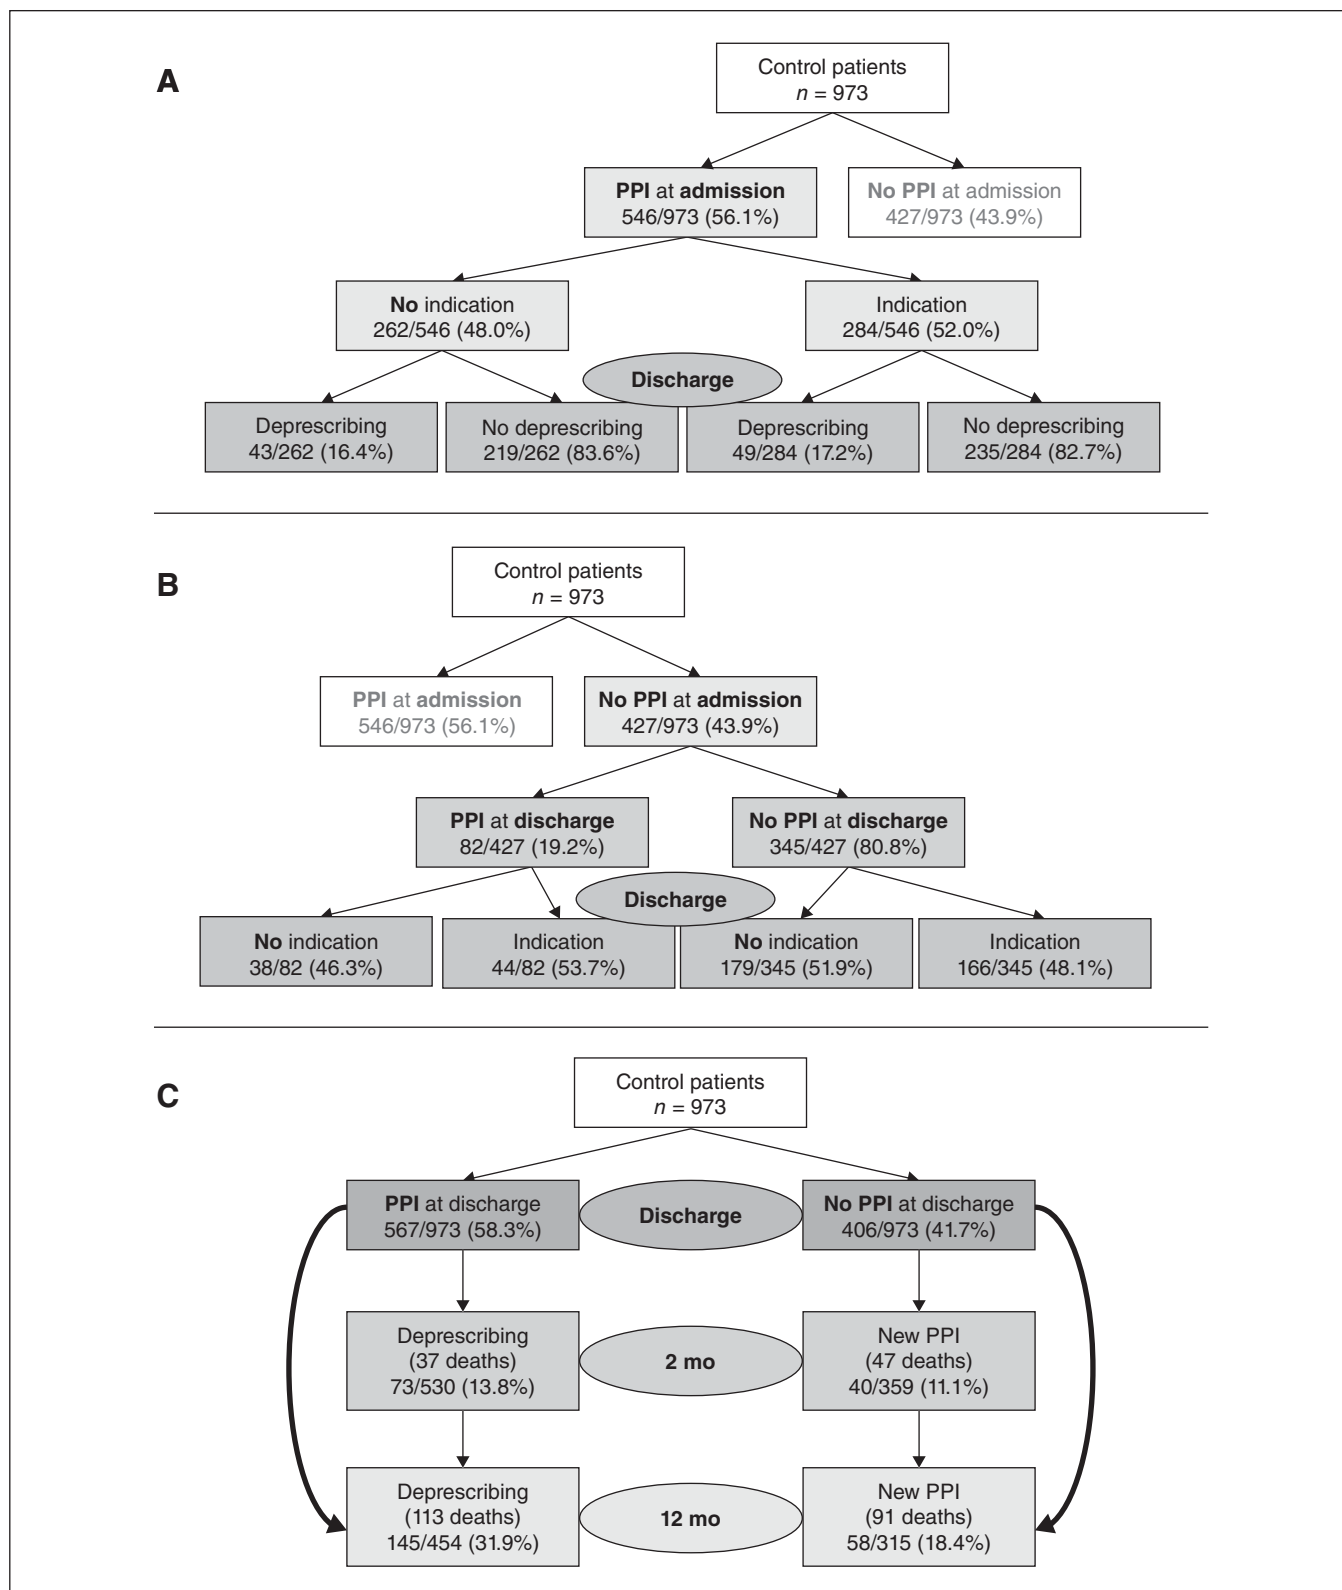 A
Control patients
n = 973
PPI at admission
546/973 (56.1%)
No PPI at admission
427/973 (43.9%)
No indication
262/546 (48.0%)
Indication
284/546 (52.0%)
Discharge
Deprescribing
43/262 (16.4%)
No deprescribing
219/262 (83.6%)
Deprescribing
49/284 (17.2%)
No deprescribing
235/284 (82.7%)
B
Control patients
n = 973
PPI at admission
546/973 (56.1%)
No PPI at admission
427/973 (43.9%)
PPI at discharge
82/427 (19.2%)
No PPI at discharge
345/427 (80.8%)
Discharge
No indication
38/82 (46.3%)
Indication
44/82 (53.7%)
No indication
179/345 (51.9%)
Indication
166/345 (48.1%)
C
Control patients
n = 973
PPI at discharge
567/973 (58.3%)
Discharge
No PPI at discharge
406/973 (41.7%)
Deprescribing
(37 deaths)
73/530 (13.8%)
2 mo
New PPI
(47 deaths)
40/359 (11.1%)
Deprescribing
(113 deaths)
145/454 (31.9%)
12 mo
New PPI
(91 deaths)
58/315 (18.4%)